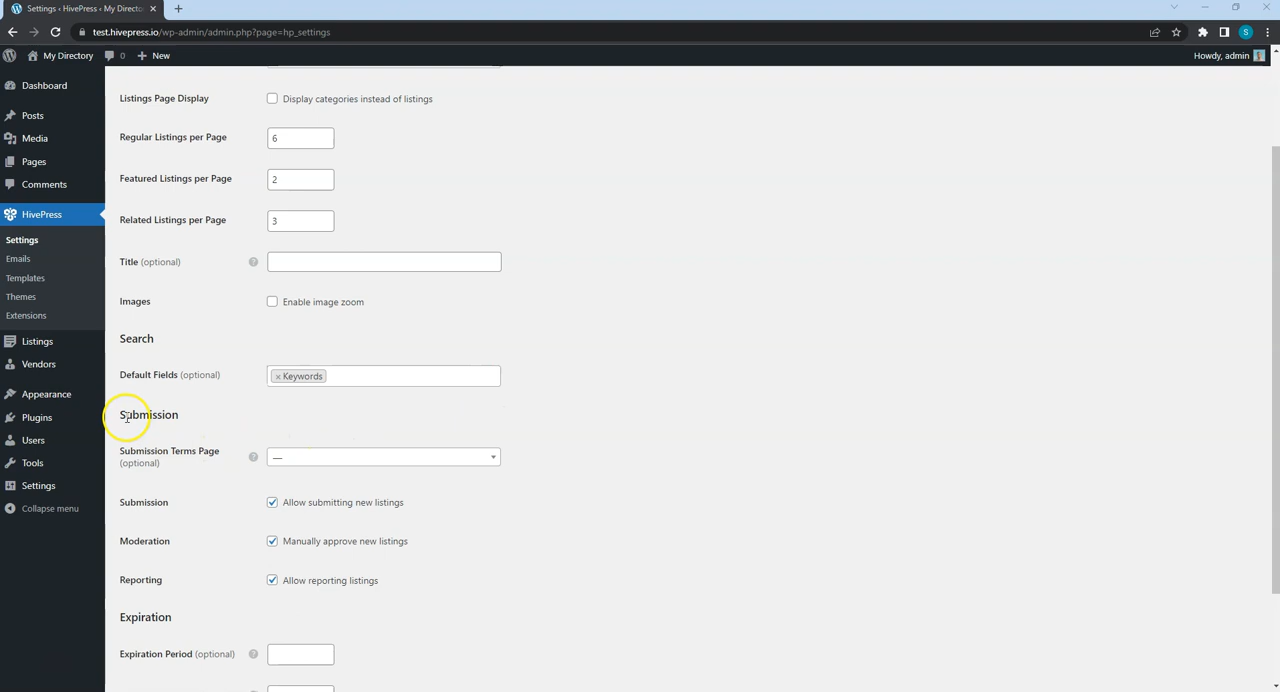 Settings ‹ HivePress ‹ My Director
test.hivepress.io/wp-admin/admin.php?page=hp_settings
S
My Directory
0
New
Howdy, admin
Dashboard
Posts
Media
Pages
Comments
HivePress
Settings
Emails
Templates
Themes
Extensions
Listings
Vendors
Appearance
Plugins
Users
Tools
Settings
Collapse menu
Listings Page Display
Display categories instead of listings
Regular Listings per Page
6
Featured Listings per Page
2
Related Listings per Page
3
Title (optional)
?
Images
Enable image zoom
Search
Default Fields (optional)
× Keywords
Submission
Submission Terms Page
(optional)
?
—
Submission
Allow submitting new listings
Moderation
Manually approve new listings
Reporting
Allow reporting listings
Expiration
Expiration Period (optional)
?